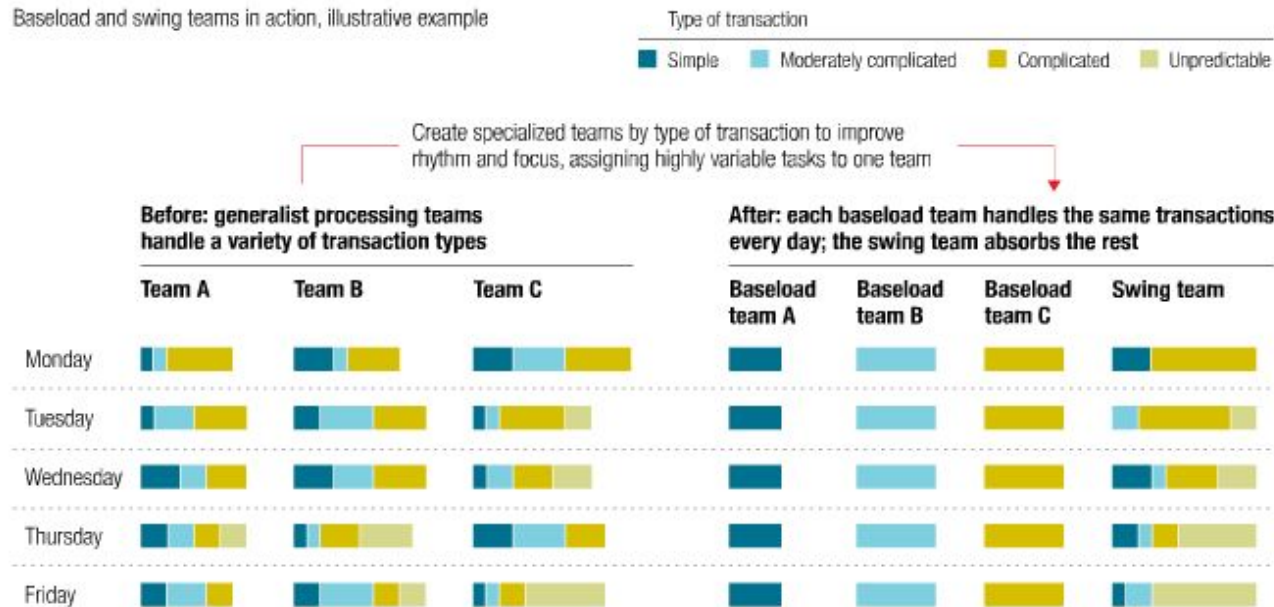 Baseload and swing teams in action, illustrative example
Type of transaction
Simple
Moderately complicated
Complicated
Unpredictable
Create specialized teams by type of transaction to improve
rhythm and focus, assigning highly variable tasks to one team
Before: generalist processing teams
handle a variety of transaction types
After: each baseload team handles the same transactions
every day; the swing team absorbs the rest
Team A
Team B
Team C
Baseload
team A
Baseload
team B
Baseload
team C
Swing team
Monday
Tuesday
Wednesday
Thursday
Friday